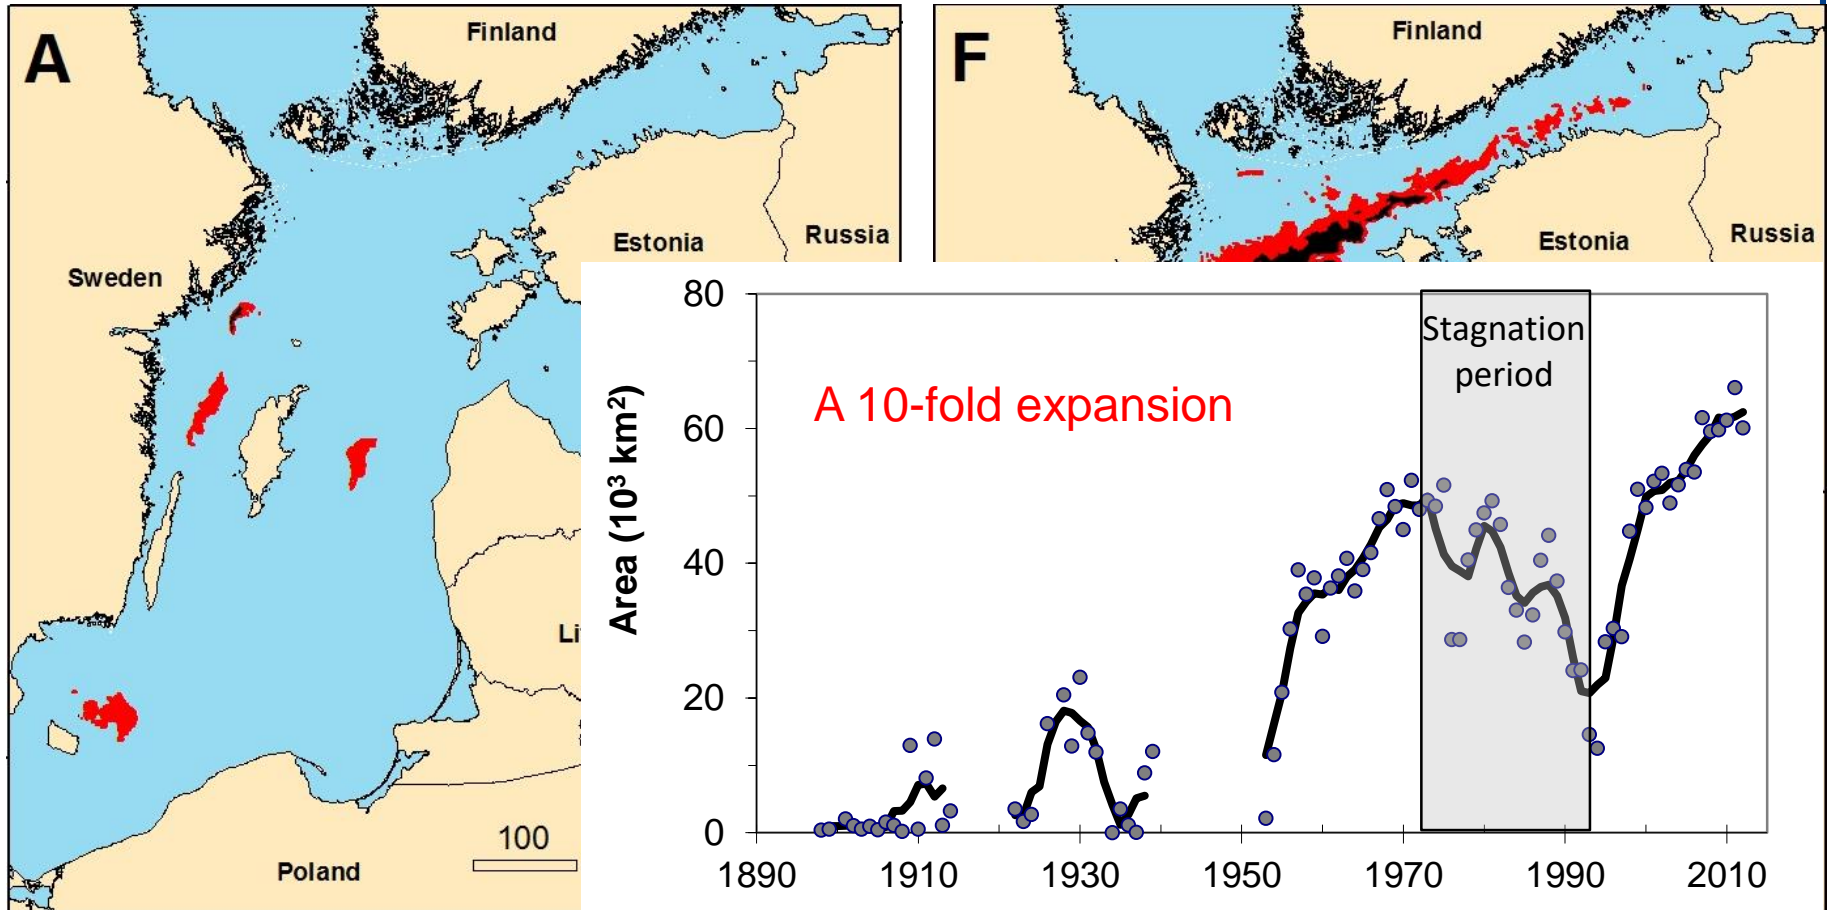 A
Finland
Estonia
Russia
Sweden
Li
100
Poland
F
Finland
Estonia
Russia
80
60
40
20
0
Area (10³ km²)
A 10-fold expansion
Stagnation
period
1890 1910 1930 1950 1970 1990 2010